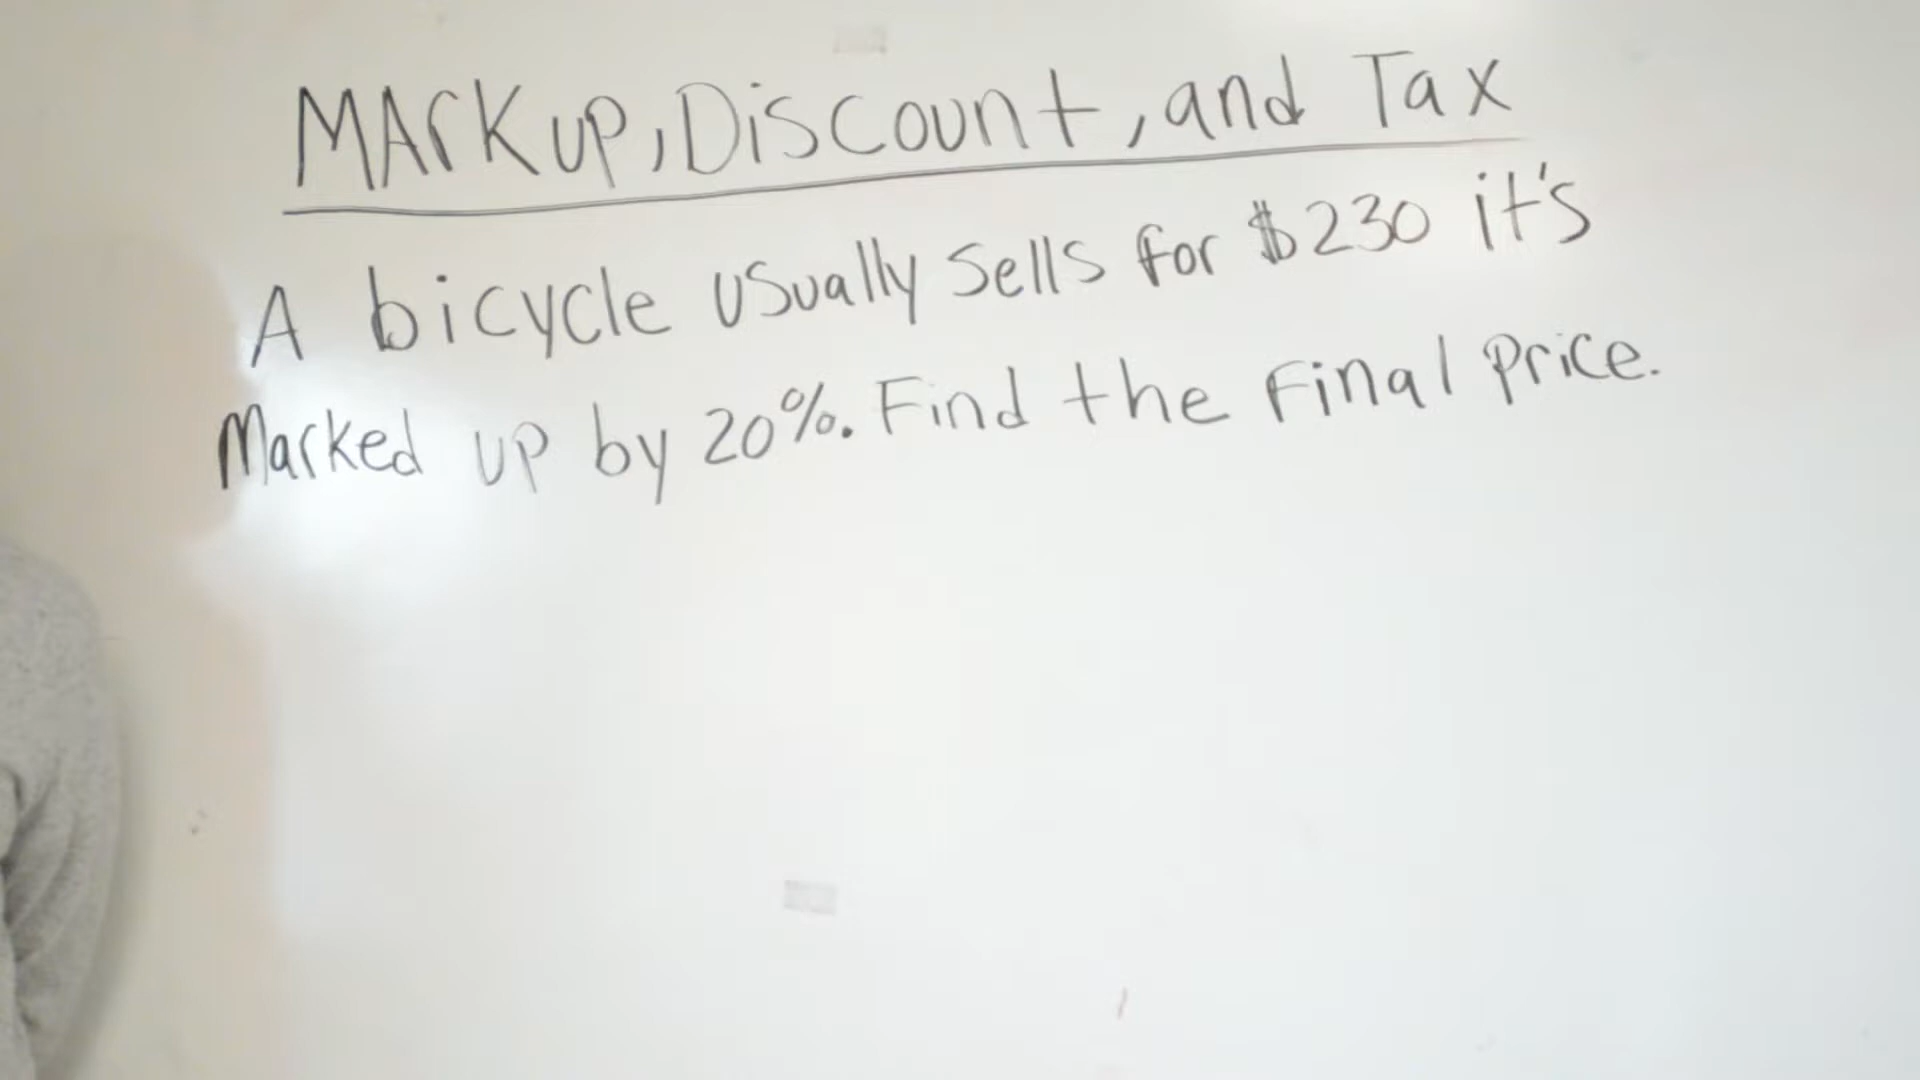 MArKuP, Discount, and Tax
A bicycle usually sells for $230 it's
Marked up by 20%. Find the Final price.